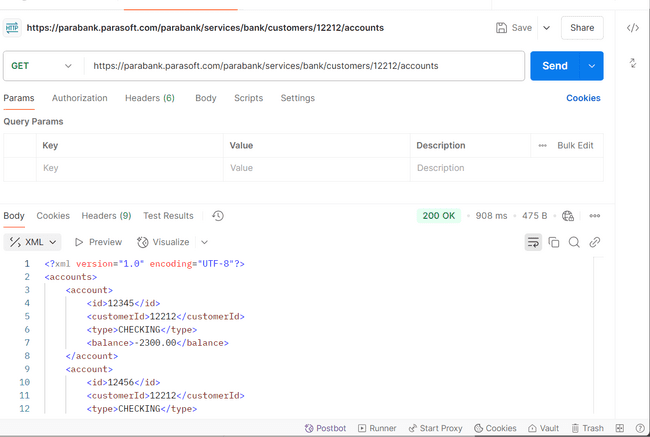 HTTP https://parabank.parasoft.com/parabank/services/bank/customers/12212/accounts Save Share
GET https://parabank.parasoft.com/parabank/services/bank/customers/12212/accounts Send
Params Authorization Headers (6) Body Scripts Settings Cookies
Query Params
Key Value Description Bulk Edit
Key Value Description
Body Cookies Headers (9) Test Results 200 OK 908 ms 475 B
XML Preview Visualize
1 <?xml version="1.0" encoding="UTF-8"?>
2 <accounts>
3 <account>
4 <id>12345</id>
5 <customerId>12212</customerId>
6 <type>CHECKING</type>
7 <balance>-2300.00</balance>
8 </account>
9 <account>
10 <id>12456</id>
11 <customerId>12212</customerId>
12 <type>CHECKING</type>
Postbot Runner Start Proxy Cookies Vault Trash